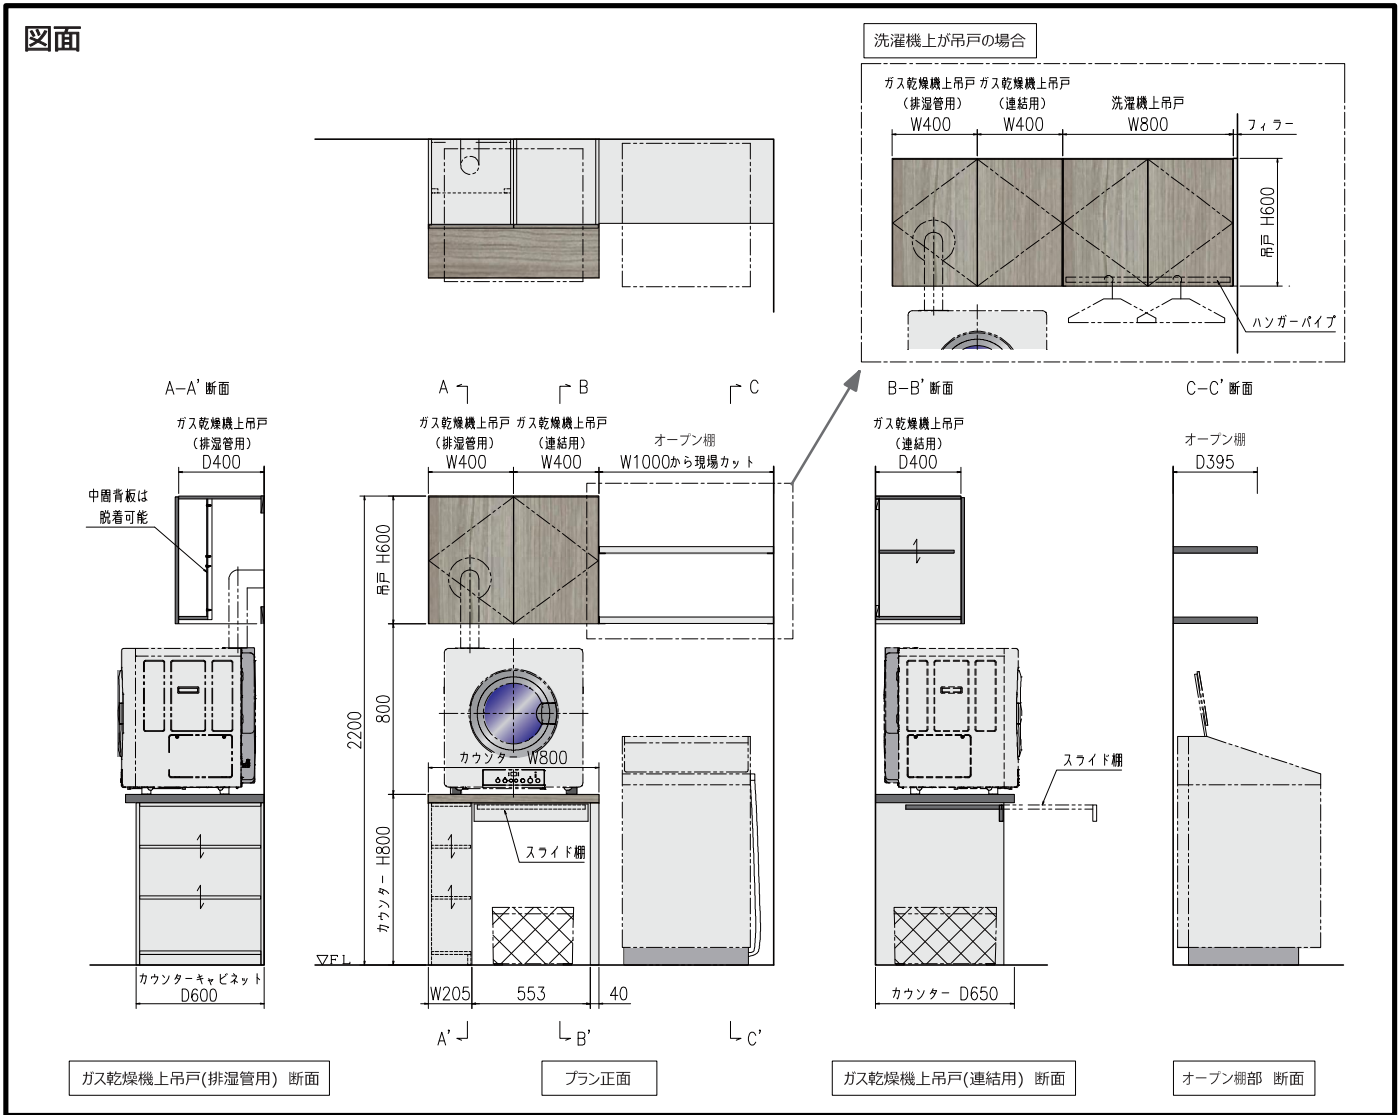 図面
洗濯機上が吊戸の場合
ガス乾燥機上吊戸
(排湿管用)
W400
ガス乾燥機上吊戸
(連結用)
W400
洗濯機上吊戸
W800
フィラー
吊戸 H600
ハンガーパイプ
A-A' 断面
ガス乾燥機上吊戸
(排湿管用)
D400
中間背板は
脱着可能
カウンターキャビネット
D600
ガス乾燥機上吊戸(排湿管用) 断面
A
B
C
ガス乾燥機上吊戸
(排湿管用)
W400
ガス乾燥機上吊戸
(連結用)
W400
オープン棚
W1000から現場カット
吊戸 H600
2200
800
カウンター W800
カウンター H800
スライド棚
▽FL
W205
553
40
A'
B'
C'
プラン正面
B-B' 断面
ガス乾燥機上吊戸
(連結用)
D400
スライド棚
カウンター D650
ガス乾燥機上吊戸(連結用) 断面
C-C' 断面
オープン棚
D395
オープン棚部 断面